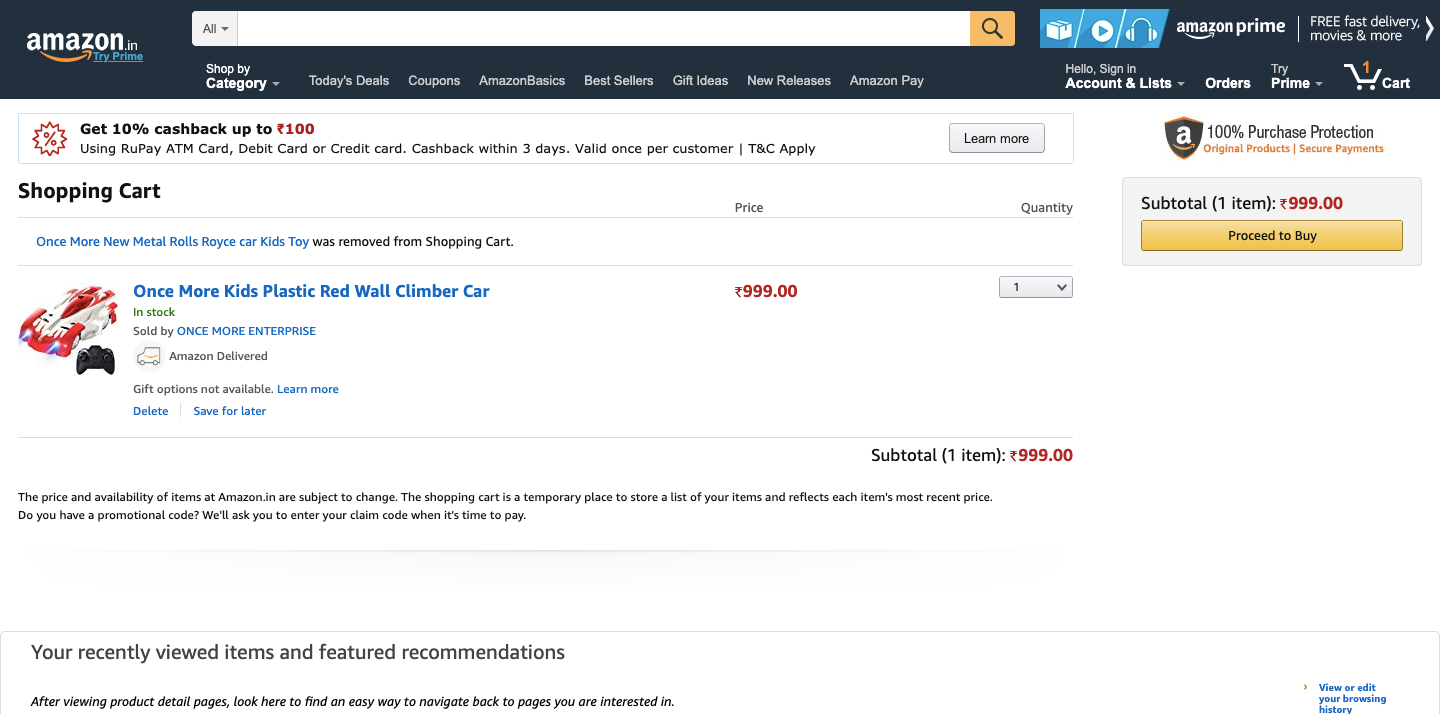 amazon.in
Try Prime
All
amazon prime
FREE fast delivery,
movies & more
Shop by
Category
Today's Deals
Coupons
AmazonBasics
Best Sellers
Gift Ideas
New Releases
Amazon Pay
Hello, Sign in
Account & Lists
Orders
Try
Prime
1
Cart
Get 10% cashback up to ₹100
Using RuPay ATM Card, Debit Card or Credit card. Cashback within 3 days. Valid once per customer | T&C Apply
Learn more
100% Purchase Protection
Original Products | Secure Payments
Shopping Cart
Price
Quantity
Subtotal (1 item): ₹999.00
Proceed to Buy
Once More New Metal Rolls Royce car Kids Toy was removed from Shopping Cart.
Once More Kids Plastic Red Wall Climber Car
₹999.00
1
In stock
Sold by ONCE MORE ENTERPRISE
Amazon Delivered
Gift options not available. Learn more
Delete
Save for later
Subtotal (1 item): ₹999.00
The price and availability of items at Amazon.in are subject to change. The shopping cart is a temporary place to store a list of your items and reflects each item's most recent price.
Do you have a promotional code? We'll ask you to enter your claim code when it's time to pay.
Your recently viewed items and featured recommendations
After viewing product detail pages, look here to find an easy way to navigate back to pages you are interested in.
View or edit
your browsing
history